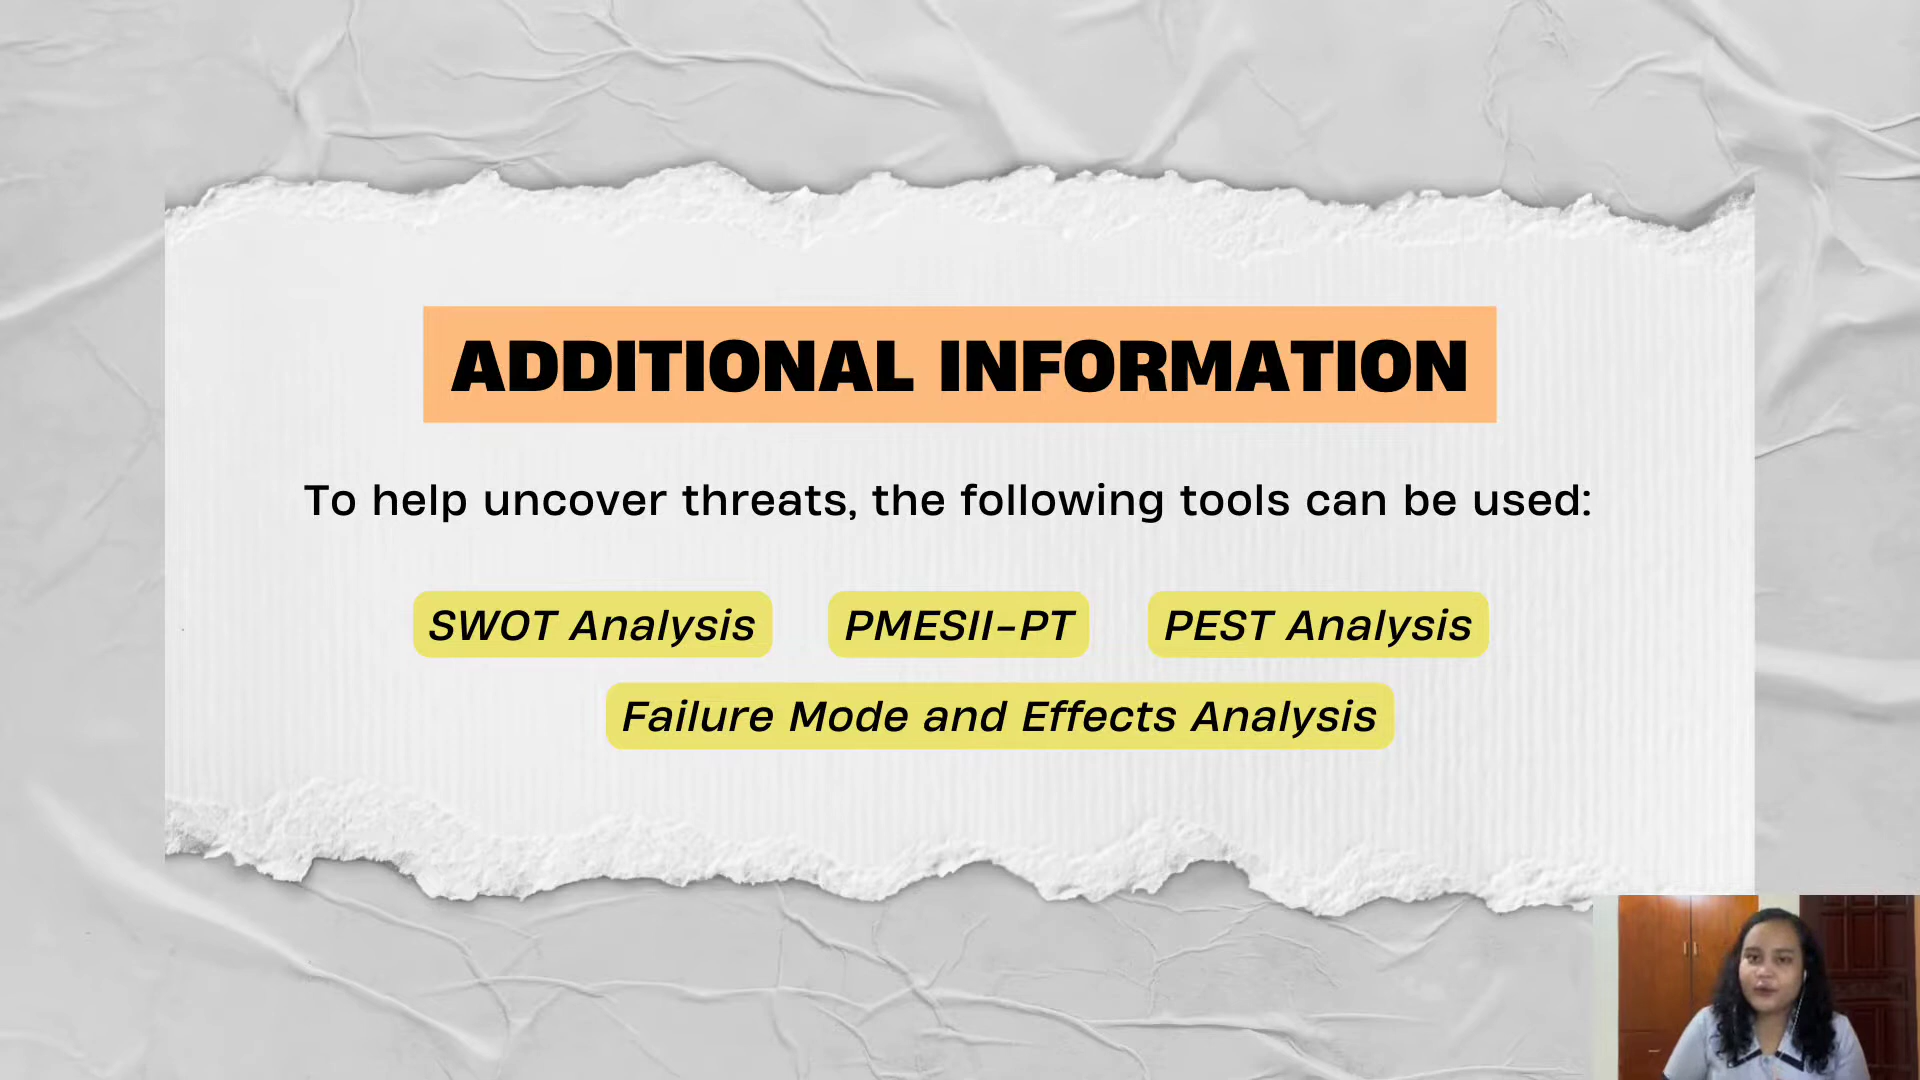 ADDITIONAL INFORMATION
To help uncover threats, the following tools can be used:
SWOT Analysis PMESII-PT PEST Analysis
Failure Mode and Effects Analysis